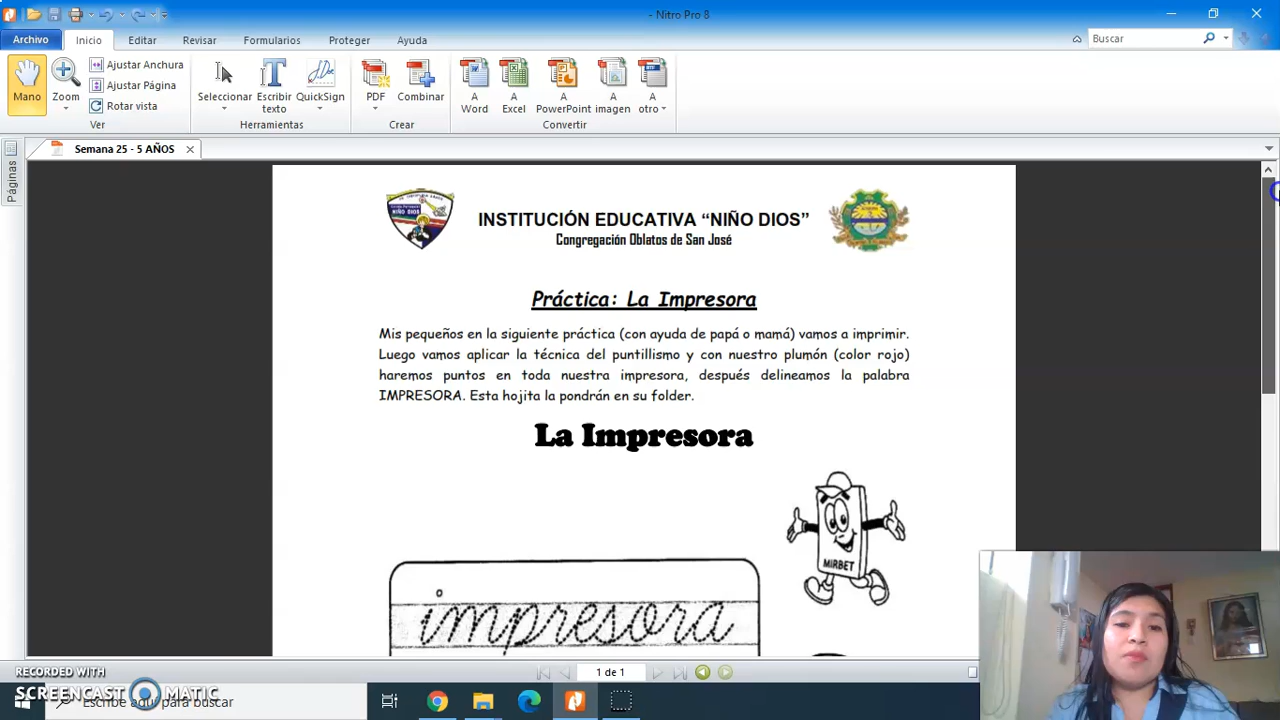 - Nitro Pro 8
Archivo Inicio Editar Revisar Formularios Proteger Ayuda
Buscar
Mano
Zoom
Ajustar Anchura
Ajustar Página
Rotar vista
Ver
Seleccionar
Escribir texto
QuickSign
Herramientas
PDF
Combinar
Crear
A Word
A Excel
A PowerPoint
A imagen
A otro
Convertir
Semana 25 - 5 AÑOS
Páginas
INSTITUCIÓN EDUCATIVA “NIÑO DIOS”
Congregación Oblatos de San José
NIÑO DIOS
Práctica: La Impresora
Mis pequeños en la siguiente práctica (con ayuda de papá o mamá) vamos a imprimir.
Luego vamos aplicar la técnica del puntillismo y con nuestro plumón (color rojo)
haremos puntos en toda nuestra impresora, después delineamos la palabra
IMPRESORA. Esta hojita la pondrán en su folder.
La Impresora
MIRBET
impresora
1 de 1
RECORDED WITH
SCREENCAST MATIC
Escribe aquí para buscar